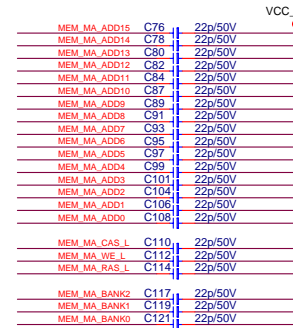 VCC_
MEM_MA_ADD15 C76 22p/50V
MEM_MA_ADD14 C78 22p/50V
MEM_MA_ADD13 C80 22p/50V
MEM_MA_ADD12 C82 22p/50V
MEM_MA_ADD11 C84 22p/50V
MEM_MA_ADD10 C87 22p/50V
MEM_MA_ADD9 C89 22p/50V
MEM_MA_ADD8 C91 22p/50V
MEM_MA_ADD7 C93 22p/50V
MEM_MA_ADD6 C95 22p/50V
MEM_MA_ADD5 C97 22p/50V
MEM_MA_ADD4 C99 22p/50V
MEM_MA_ADD3 C101 22p/50V
MEM_MA_ADD2 C104 22p/50V
MEM_MA_ADD1 C106 22p/50V
MEM_MA_ADD0 C108 22p/50V
MEM_MA_CAS_L C110 22p/50V
MEM_MA_WE_L C112 22p/50V
MEM_MA_RAS_L C114 22p/50V
MEM_MA_BANK2 C117 22p/50V
MEM_MA_BANK1 C119 22p/50V
MEM_MA_BANK0 C121 22p/50V